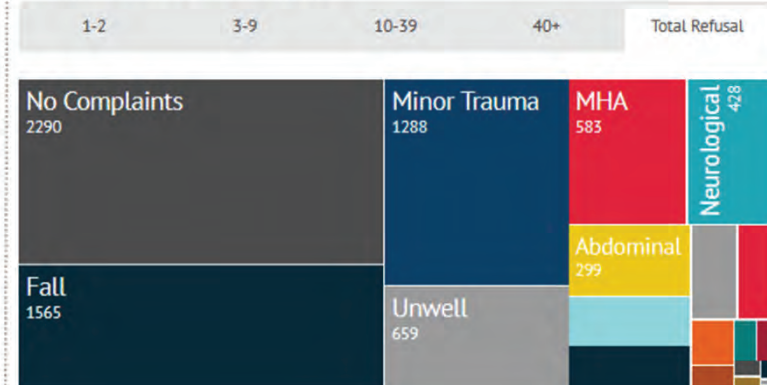 1-2
3-9
10-39
40+
Total Refusal
No Complaints
2290
Minor Trauma
1288
MHA
583
Neurological
428
Abdominal
299
Fall
1565
Unwell
659